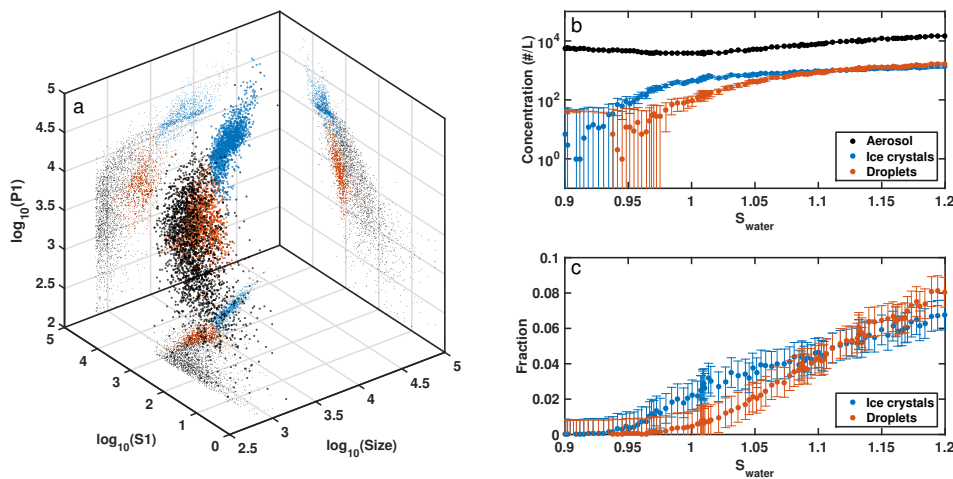 a
5
4.5
4
3.5
3
2.5
2
log10(P1)
5
4
3
2
1
0
log10(S1)
2.5
3
3.5
4
4.5
5
log10(Size)
b
Concentration (#/L)
10^4
10^2
10^0
Aerosol
Ice crystals
Droplets
0.9 0.95 1 1.05 1.1 1.15 1.2
S_water
c
Fraction
0.1
0.08
0.06
0.04
0.02
0
Ice crystals
Droplets
0.9 0.95 1 1.05 1.1 1.15 1.2
S_water